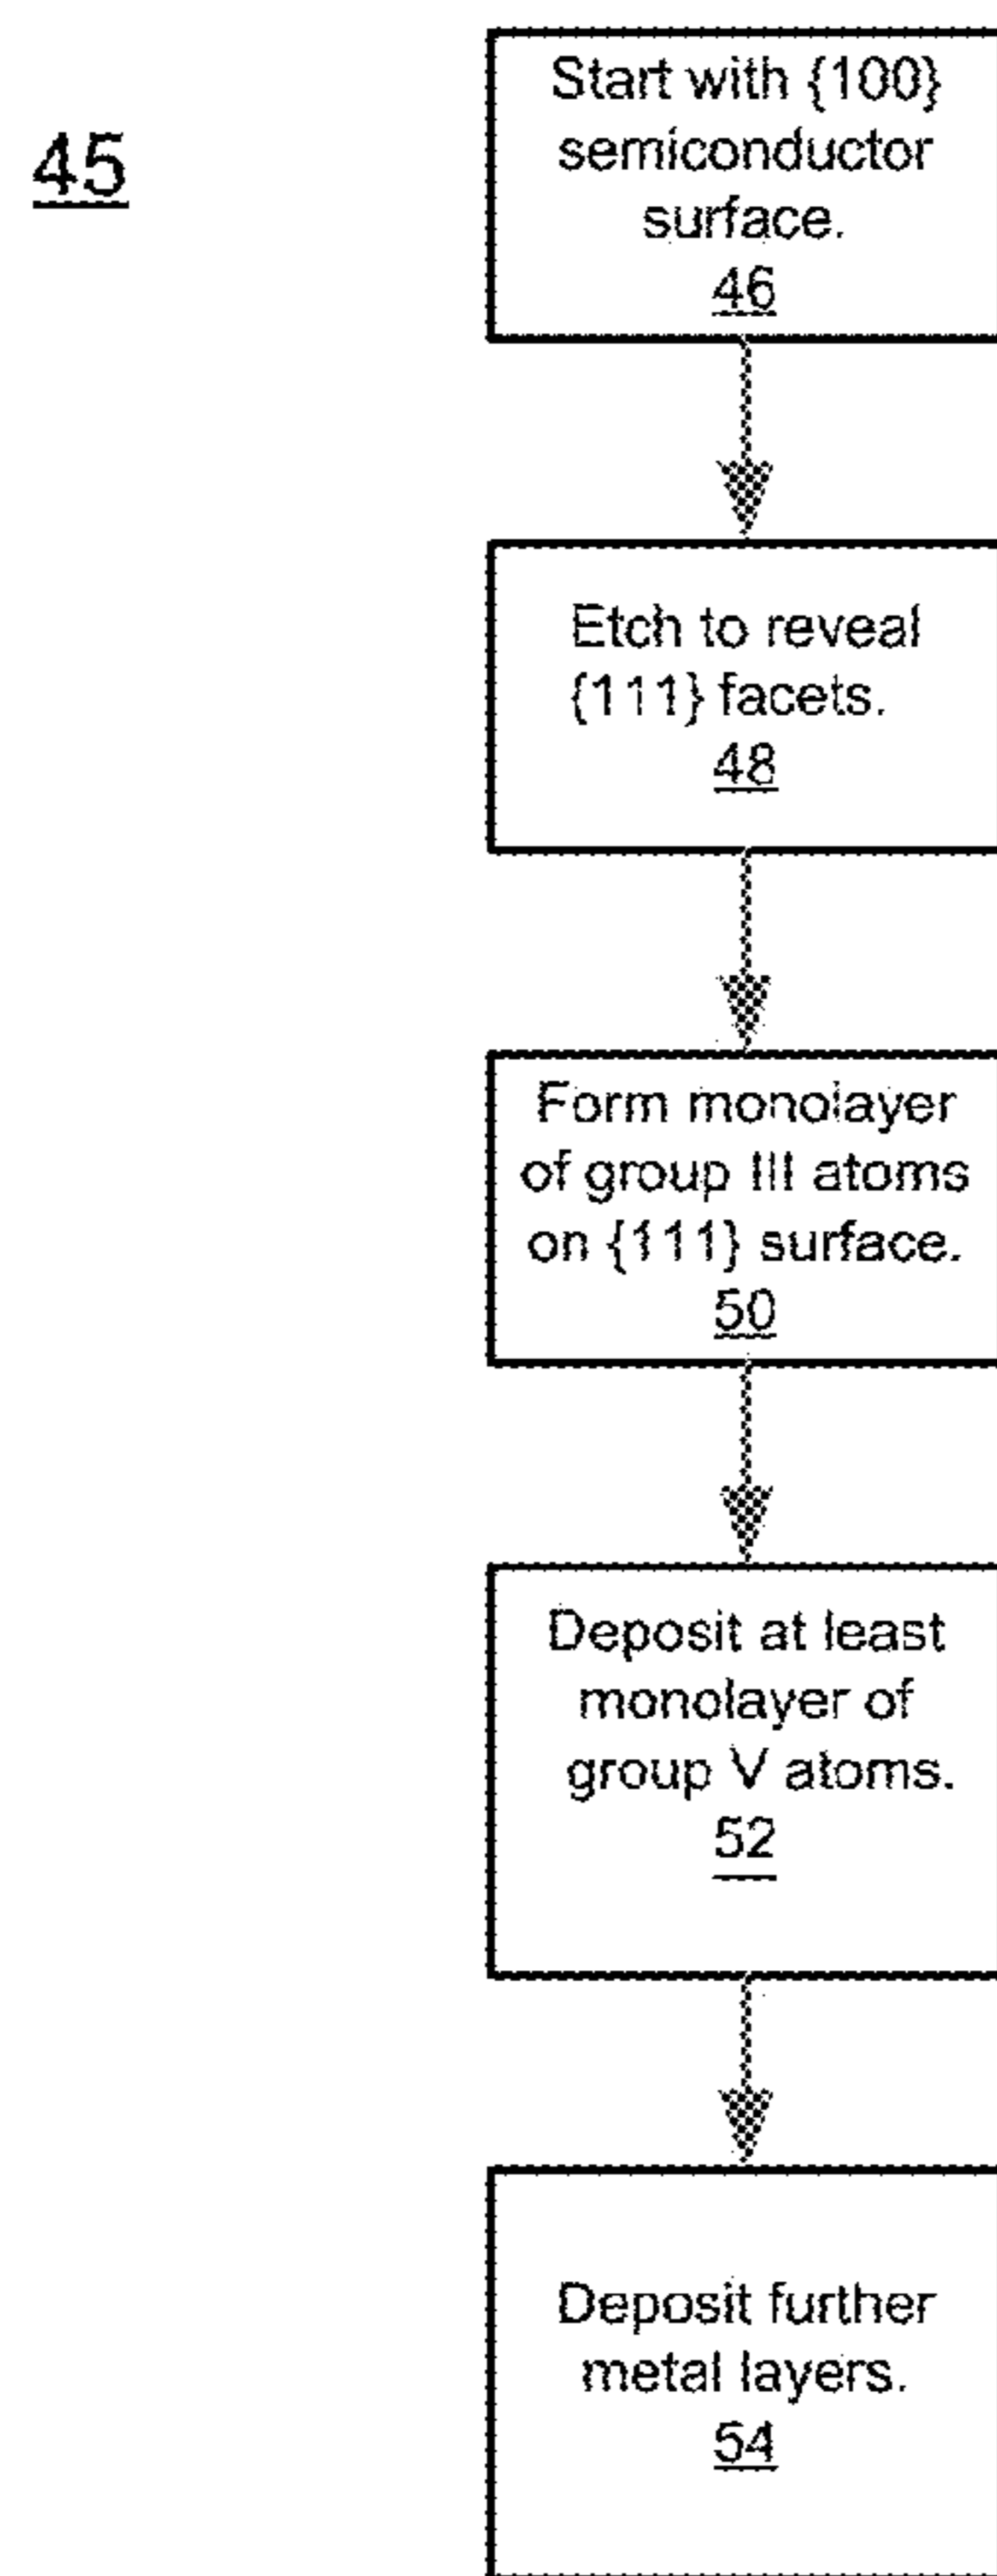 45
Start with {100}
semiconductor
surface.
46
Etch to reveal
{111} facets.
48
Form monolayer
of group III atoms
on {111} surface.
50
Deposit at least
monolayer of
group V atoms.
52
Deposit further
metal layers.
54